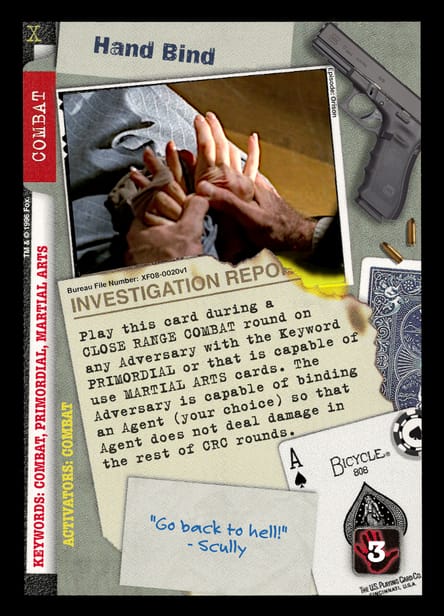 X
Hand Bind
COMBAT
Episode: Orison
TM & © 1996 Fox.
KEYWORDS: COMBAT, PRIMORDIAL, MARTIAL ARTS
ACTIVATORS: COMBAT
Bureau File Number: XF08-0020v1
INVESTIGATION REPO
Play this card during a
CLOSE RANGE COMBAT round on
any Adversary with the Keyword
PRIMORDIAL or that is capable of
use MARTIAL ARTS cards. The
Adversary is capable of binding
an Agent (your choice) so that
Agent does not deal damage in
the rest of CRC rounds.
A
BICYCLE®
808
"Go back to hell!"
- Scully
3
THE U.S. PLAYING CARD CO.
CINCINNATI, U.S.A.